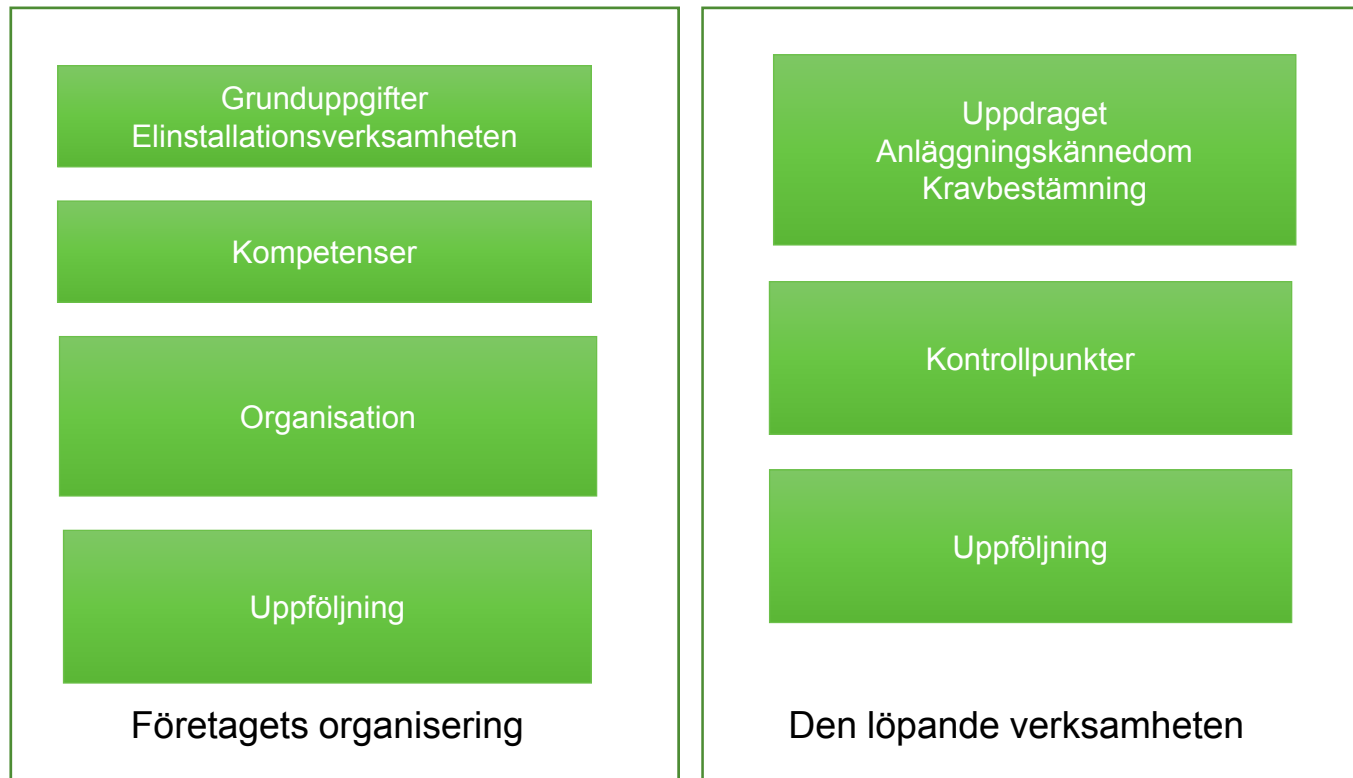 Grunduppgifter
Elinstallationsverksamheten
Kompetenser
Organisation
Uppföljning
Företagets organisering
Uppdraget
Anläggningskännedom
Kravbestämning
Kontrollpunkter
Uppföljning
Den löpande verksamheten